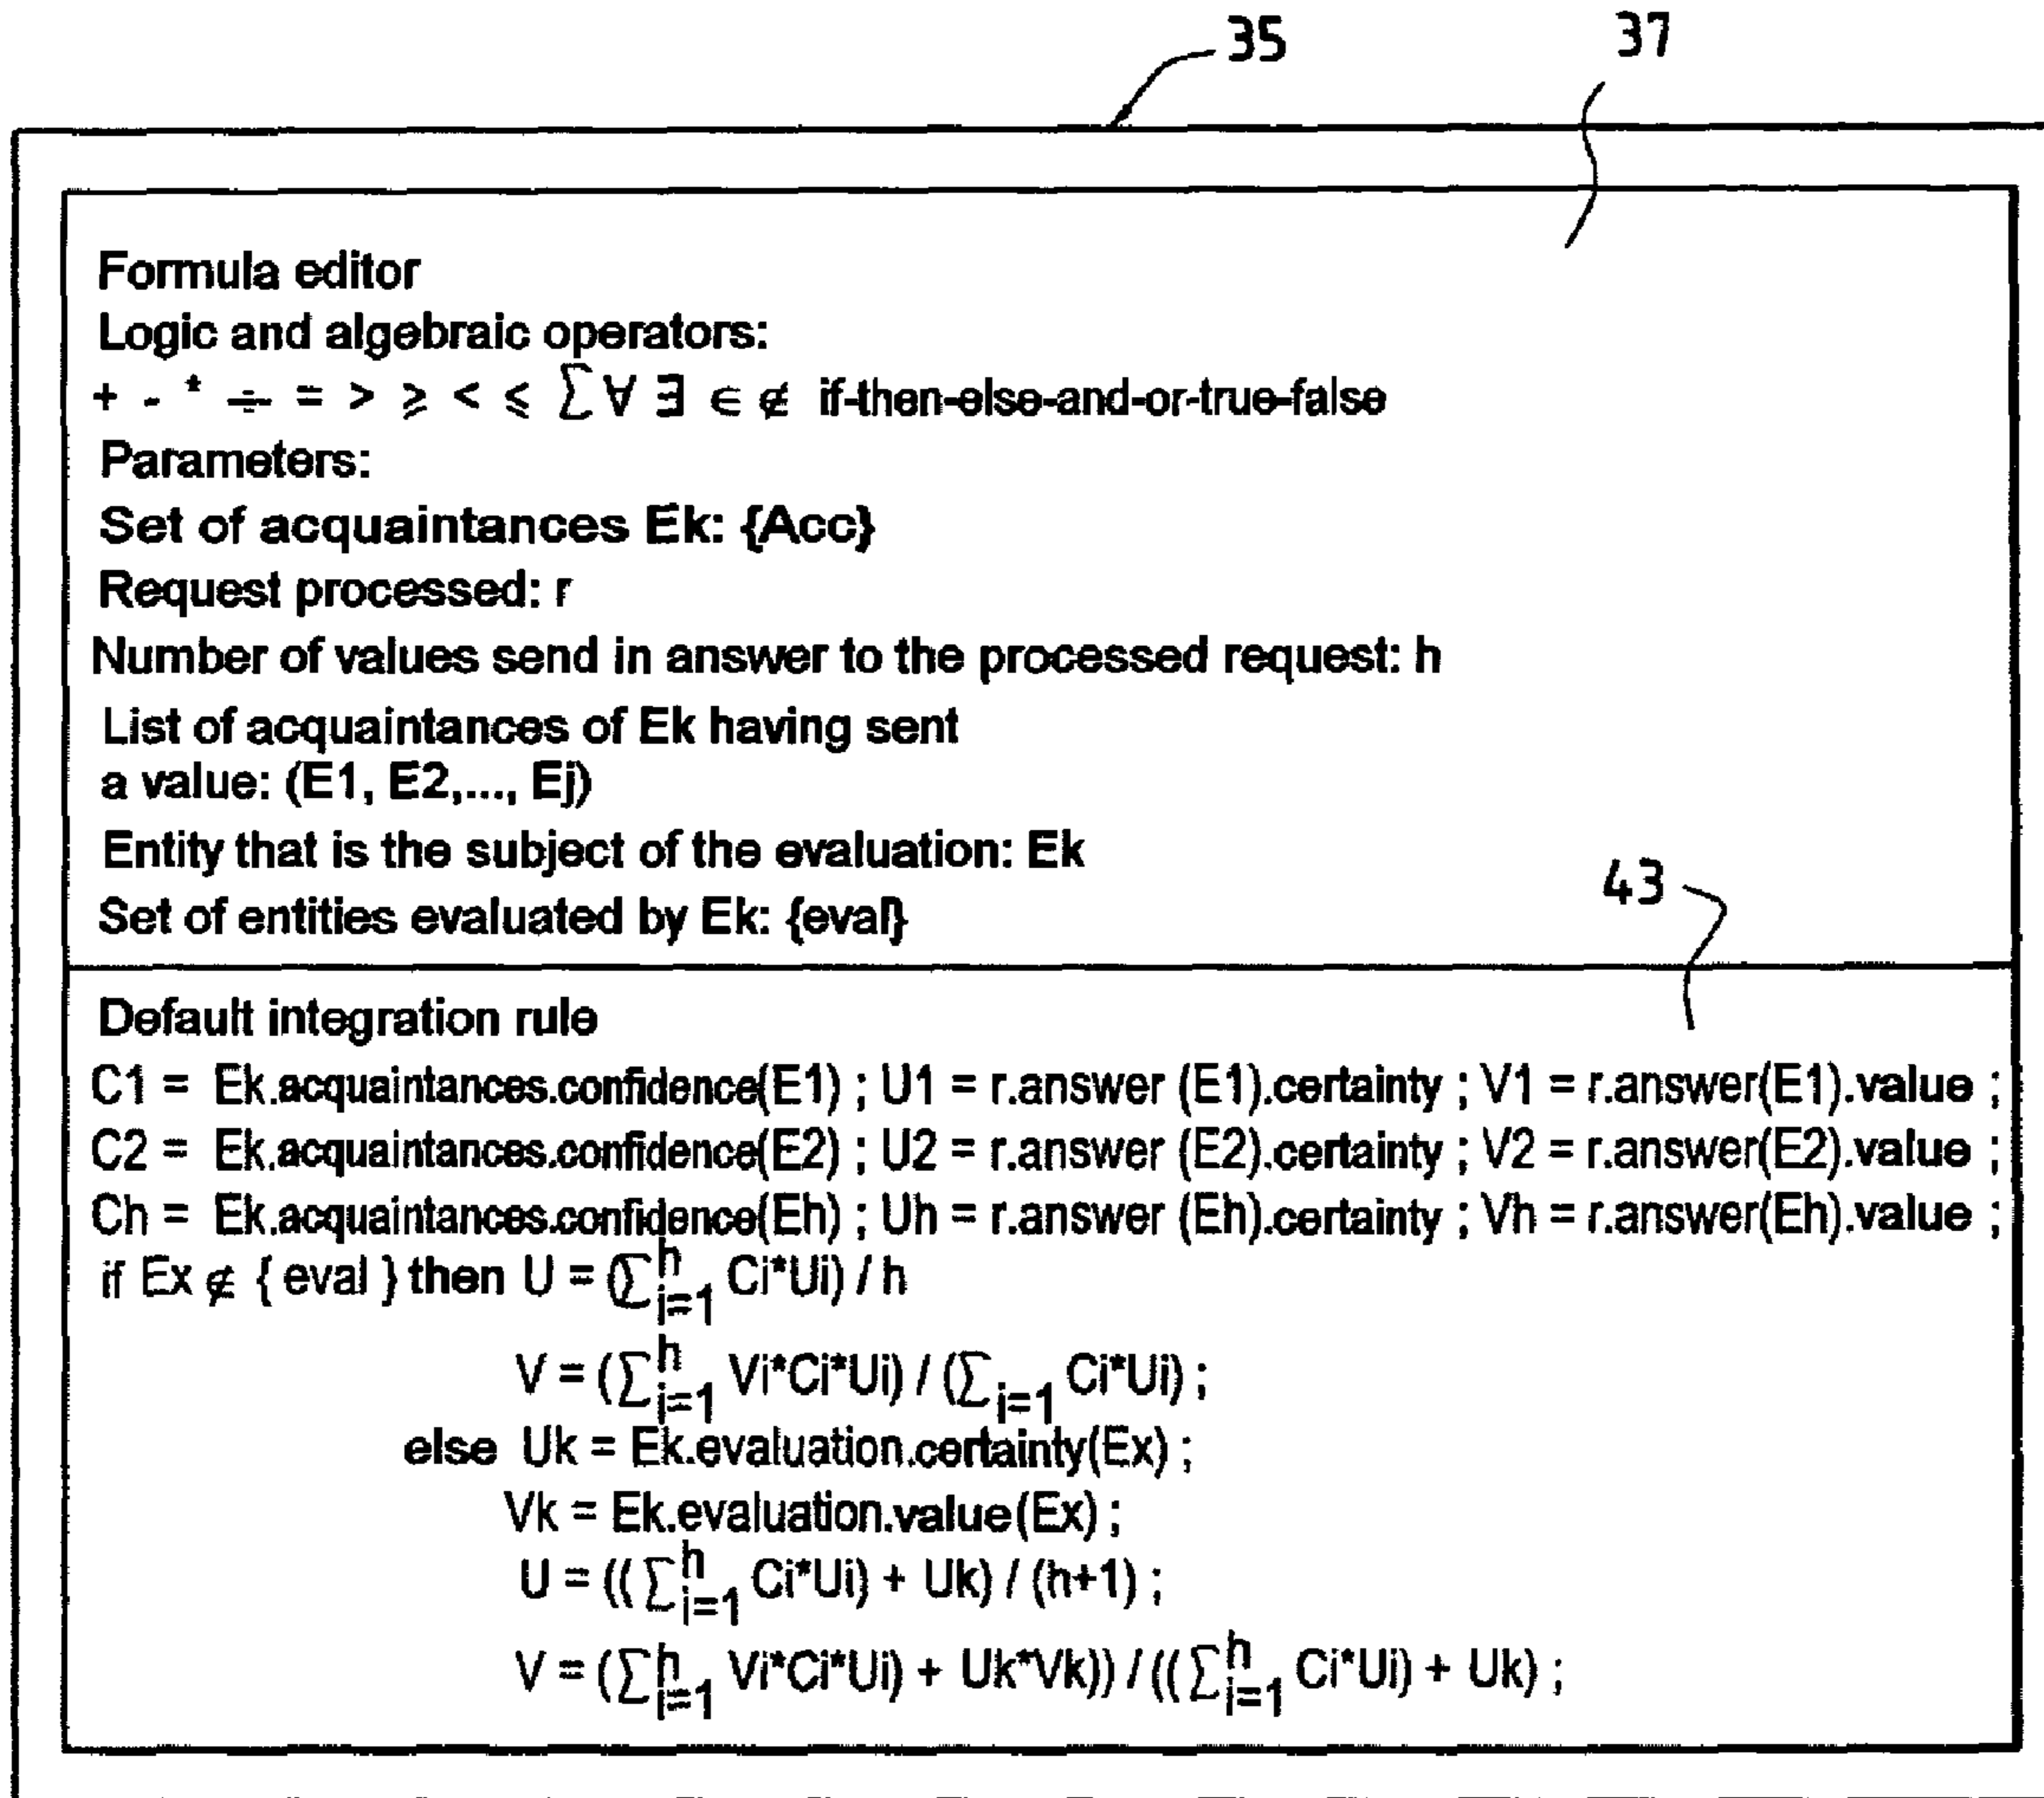 35
37
Formula editor
Logic and algebraic operators:
+ - * ÷ = > ⩾ < ⩽ ∑ ∀ ∃ ∈ ∉ if-then-else-and-or-true-false
Parameters:
Set of acquaintances Ek: {Acc}
Request processed: r
Number of values send in answer to the processed request: h
List of acquaintances of Ek having sent
a value: (E1, E2,..., Ej)
Entity that is the subject of the evaluation: Ek
43
Set of entities evaluated by Ek: {eval}
Default integration rule
C1 = Ek.acquaintances.confidence(E1) ; U1 = r.answer (E1).certainty ; V1 = r.answer(E1).value ;
C2 = Ek.acquaintances.confidence(E2) ; U2 = r.answer (E2).certainty ; V2 = r.answer(E2).value ;
Ch = Ek.acquaintances.confidence(Eh) ; Uh = r.answer (Eh).certainty ; Vh = r.answer(Eh).value ;
if Ex ∉ { eval } then U = (∑_{i=1}^{h} Ci*Ui) / h
V = (∑_{i=1}^{h} Vi*Ci*Ui) / (∑_{i=1} Ci*Ui) ;
else Uk = Ek.evaluation.certainty(Ex) ;
Vk = Ek.evaluation.value(Ex) ;
U = ((∑_{i=1}^{h} Ci*Ui) + Uk) / (h+1) ;
V = (∑_{i=1}^{h} Vi*Ci*Ui) + Uk*Vk)) / ((∑_{i=1}^{h} Ci*Ui) + Uk) ;